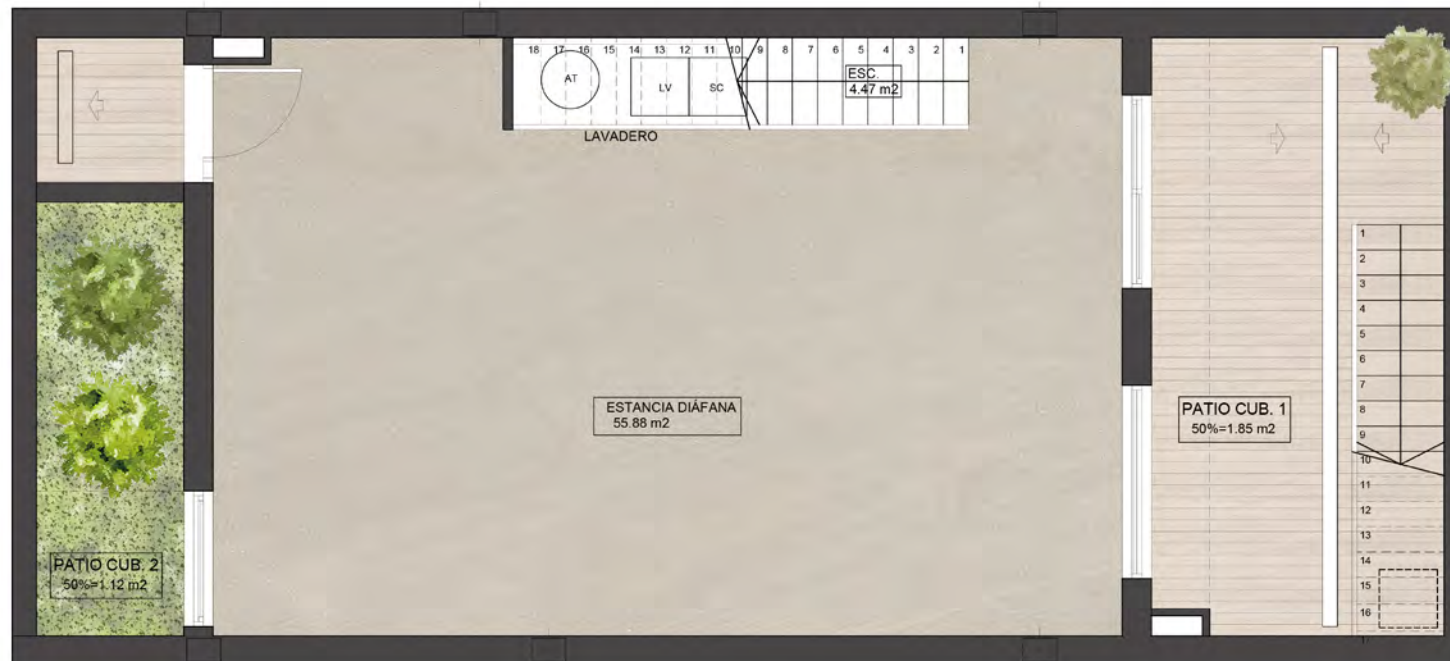 18 17 16 15 14 13 12 11 10 9 8 7 6 5 4 3 2 1
AT
LV
SC
ESC.
4.47 m2
LAVADERO
ESTANCIA DIÁFANA
55.88 m2
PATIO CUB. 1
50%=1.85 m2
PATIO CUB. 2
50%=1.12 m2
1
2
3
4
5
6
7
8
9
10
11
12
13
14
15
16